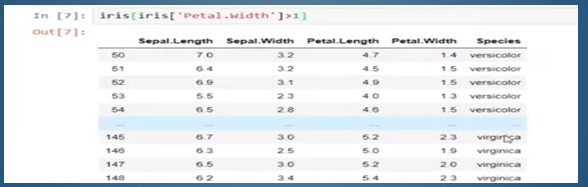 In [7]: iris[iris['Petal.Width']>1]
Out[7]:
Sepal.Length Sepal.Width Petal.Length Petal.Width Species
50 7.0 3.2 4.7 1.4 versicolor
51 6.4 3.2 4.5 1.5 versicolor
52 6.9 3.1 4.9 1.5 versicolor
53 5.5 2.3 4.0 1.3 versicolor
54 6.5 2.8 4.6 1.5 versicolor
... ... ... ... ... ...
145 6.7 3.0 5.2 2.3 virginica
146 6.3 2.5 5.0 1.9 virginica
147 6.5 3.0 5.2 2.0 virginica
148 6.2 3.4 5.4 2.3 virginica